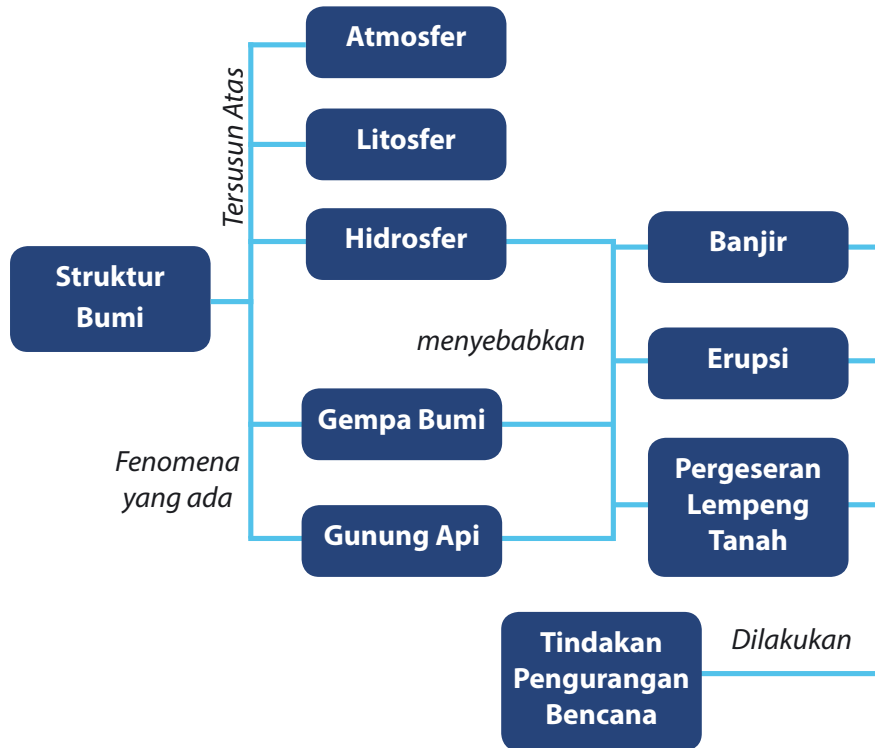 Atmosfer
Tersusun Atas
Litosfer
Hidrosfer
Banjir
Struktur
Bumi
menyebabkan
Erupsi
Gempa Bumi
Fenomena
yang ada
Pergeseran
Lempeng
Tanah
Gunung Api
Tindakan
Pengurangan
Bencana
Dilakukan